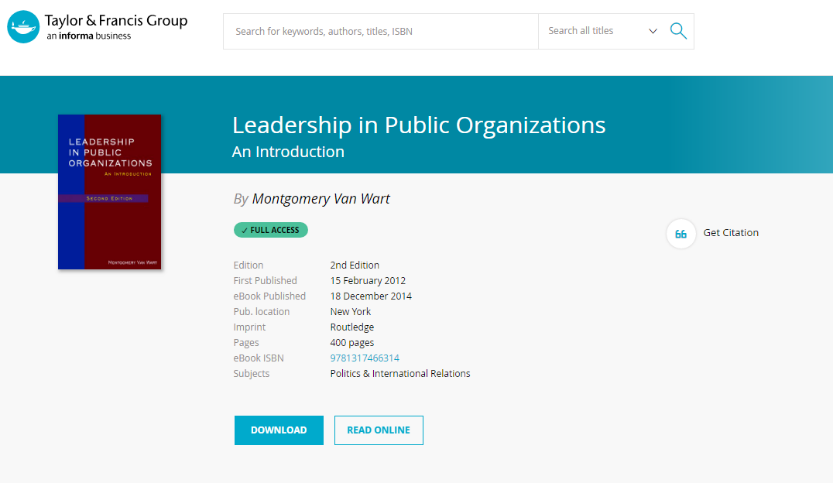 Taylor & Francis Group
an informa business
Search for keywords, authors, titles, ISBN
Search all titles
LEADERSHIP
IN PUBLIC
ORGANIZATIONS
AN INTRODUCTION
SECOND EDITION
MONTGOMERY VAN WART
Leadership in Public Organizations
An Introduction
By Montgomery Van Wart
✓ FULL ACCESS
Get Citation
Edition 2nd Edition
First Published 15 February 2012
eBook Published 18 December 2014
Pub. location New York
Imprint Routledge
Pages 400 pages
eBook ISBN 9781317466314
Subjects Politics & International Relations
DOWNLOAD
READ ONLINE